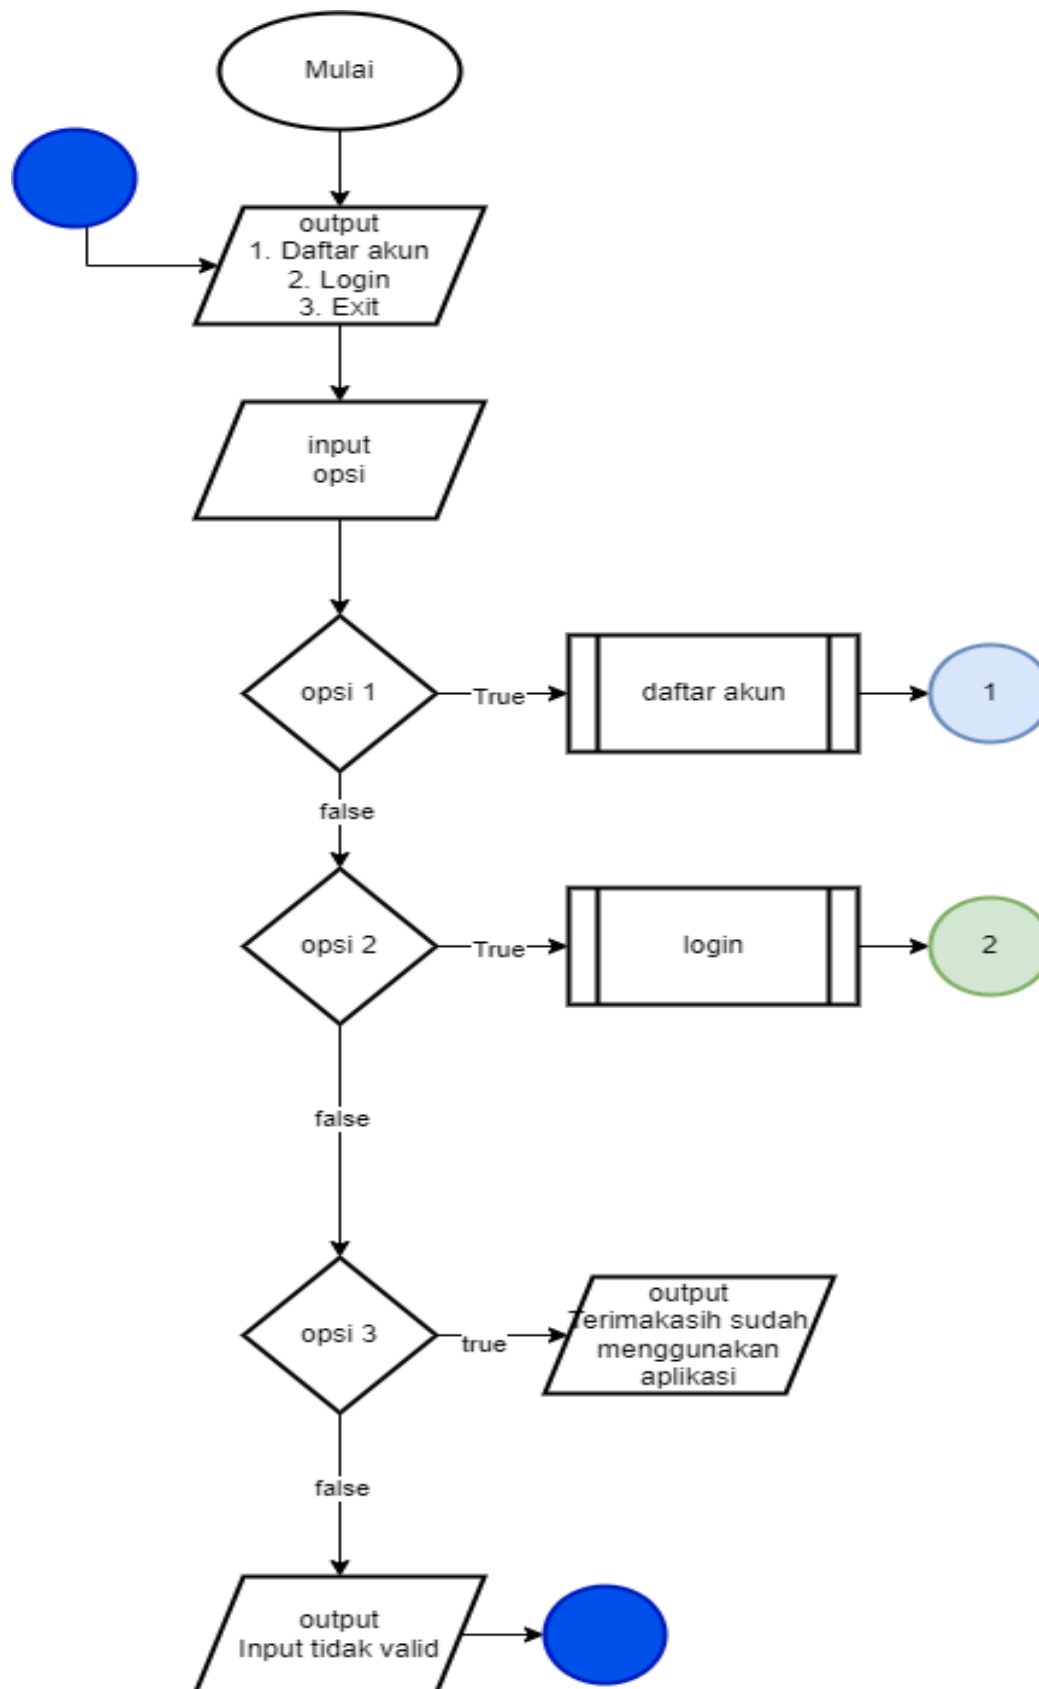 Mulai
output
1. Daftar akun
2. Login
3. Exit
input
opsi
opsi 1
True
daftar akun
1
false
opsi 2
True
login
2
false
opsi 3
true
output
Terimakasih sudah
menggunakan
aplikasi
false
output
Input tidak valid